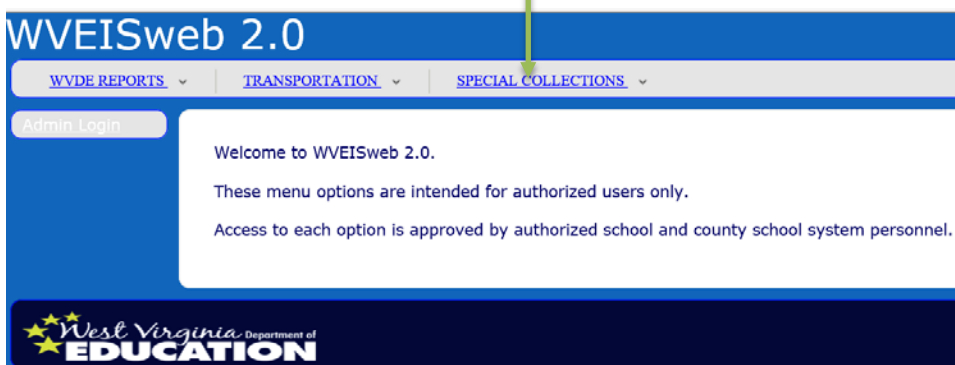 WVEISweb 2.0
WVDE REPORTS TRANSPORTATION SPECIAL COLLECTIONS
Admin Login
Welcome to WVEISweb 2.0.
These menu options are intended for authorized users only.
Access to each option is approved by authorized school and county school system personnel.
West Virginia Department of
EDUCATION